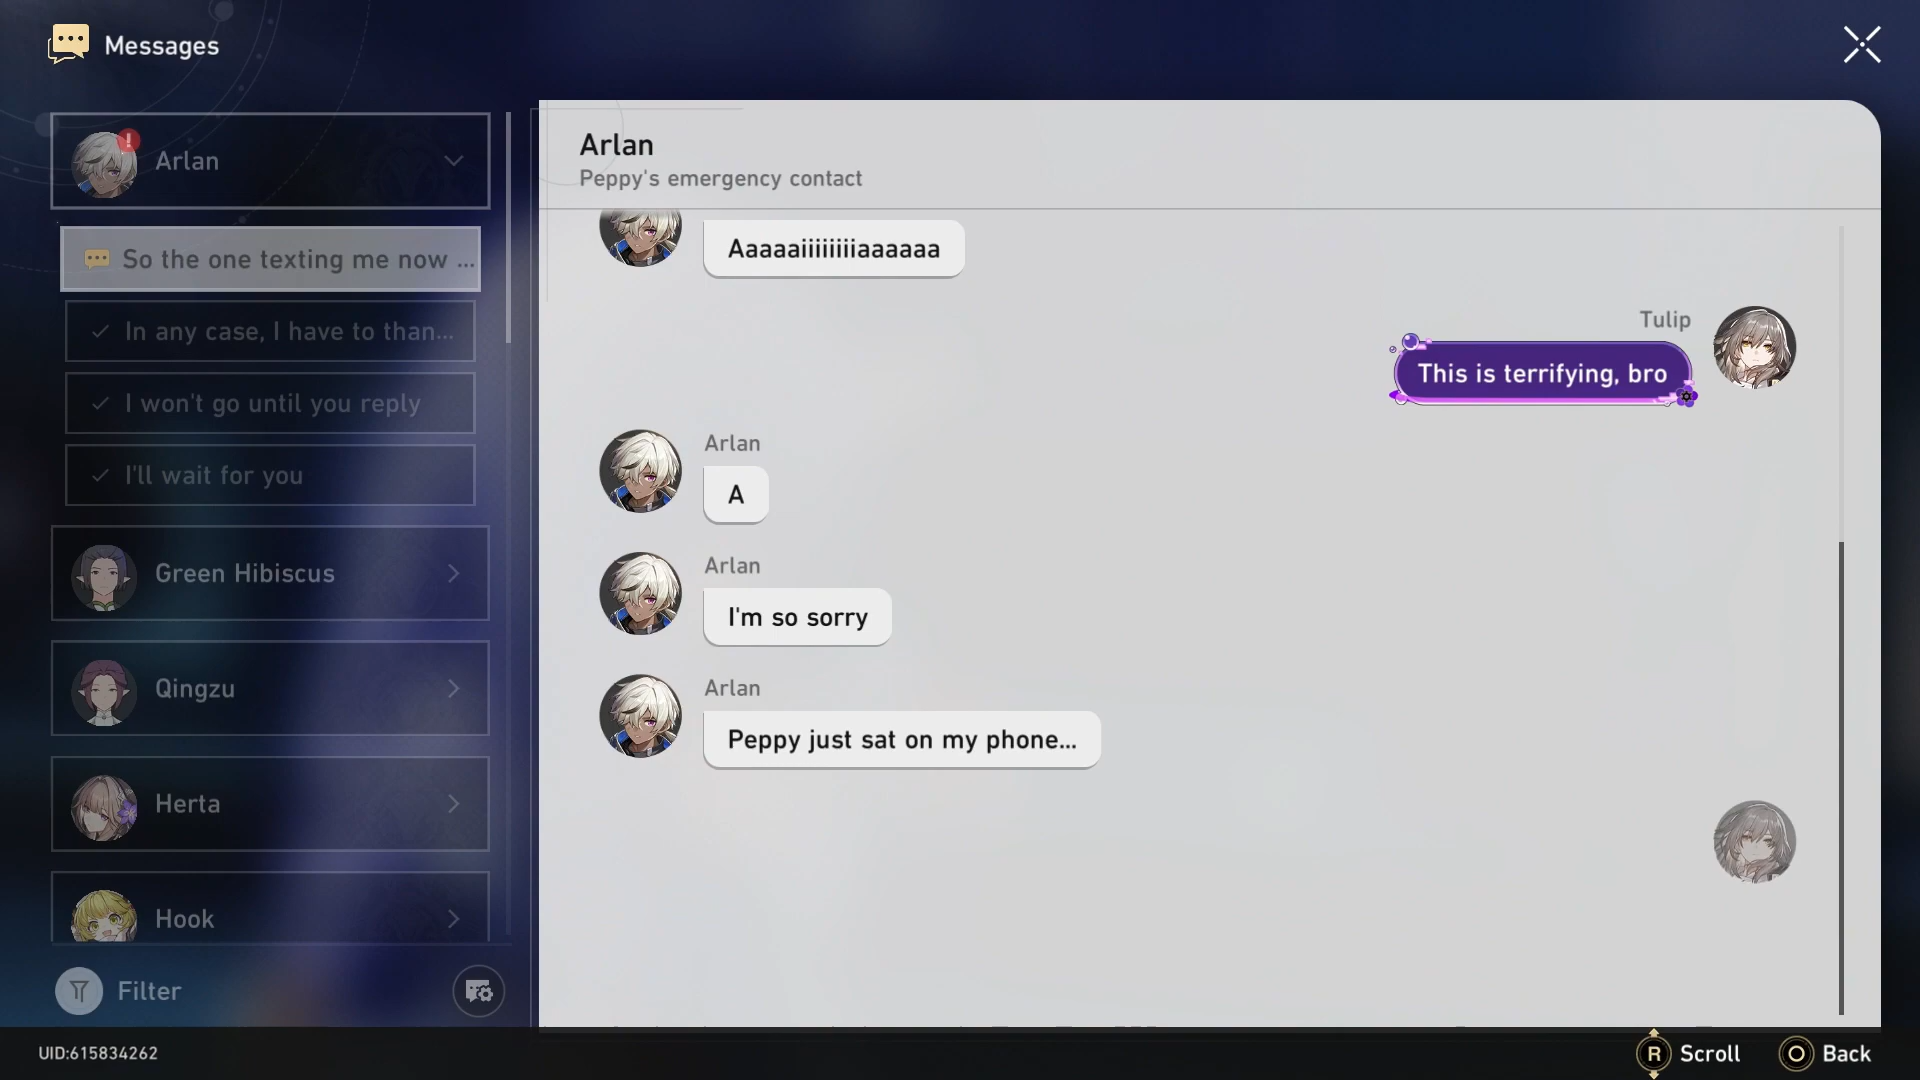 Messages
Arlan
So the one texting me now ...
In any case, I have to than...
I won't go until you reply
I'll wait for you
Green Hibiscus
Qingzu
Herta
Hook
Filter
Arlan
Peppy's emergency contact
Aaaaaiiiiiiiiaaaaaa
Tulip
This is terrifying, bro
Arlan
A
Arlan
I'm so sorry
Arlan
Peppy just sat on my phone...
UID:615834262
R Scroll
Back